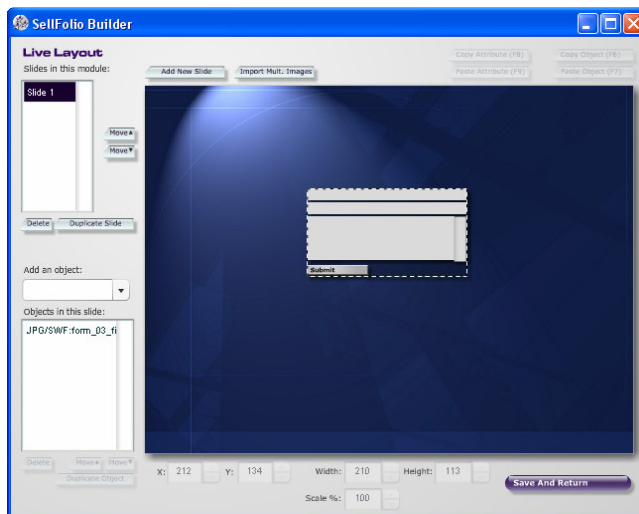 SellFolio Builder
Live Layout
Slides in this module:
Add New Slide
Import Mult. Images
Copy Attribute (F8)
Copy Object (F6)
Paste Attribute (F9)
Paste Object (F7)
Slide 1
Move▲
Move▼
Delete
Duplicate Slide
Add an object:
Objects in this slide:
JPG/SWF:form_03_fi
Submit
Delete
Move▲
Move▼
Duplicate Object
X: 212
Y: 134
Width: 210
Height: 113
Scale %: 100
Save And Return